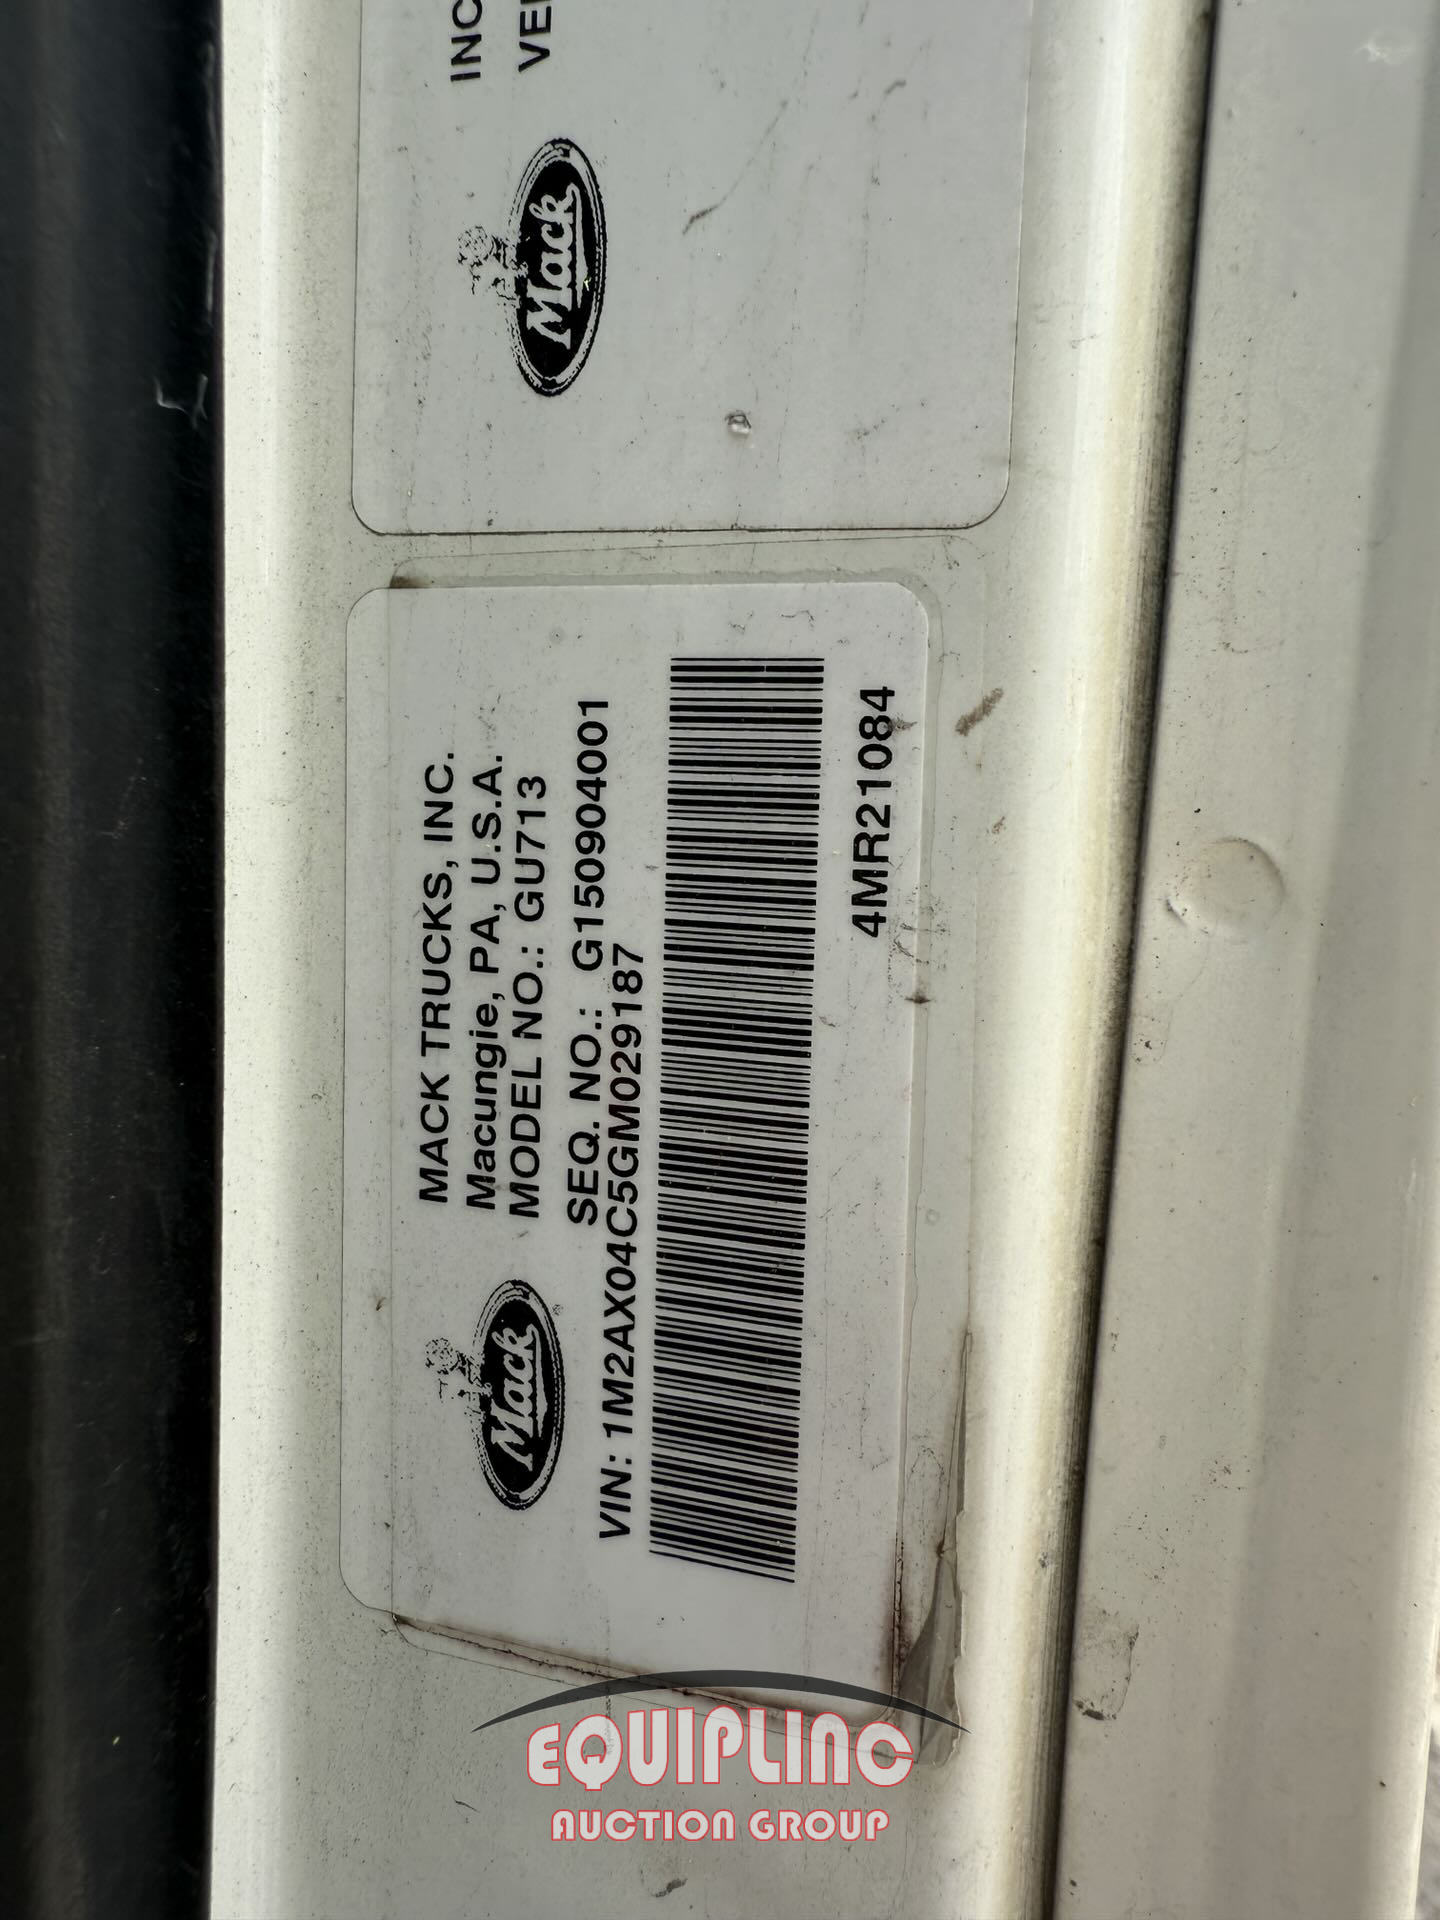 INC
VE
Mack
MACK TRUCKS, INC.
Macungie, PA, U.S.A.
MODEL NO.: GU713
SEQ. NO.: G150904001
VIN: 1M2AX04C5GM029187
4MR21084
Mack
EQUIPLINC
AUCTION GROUP